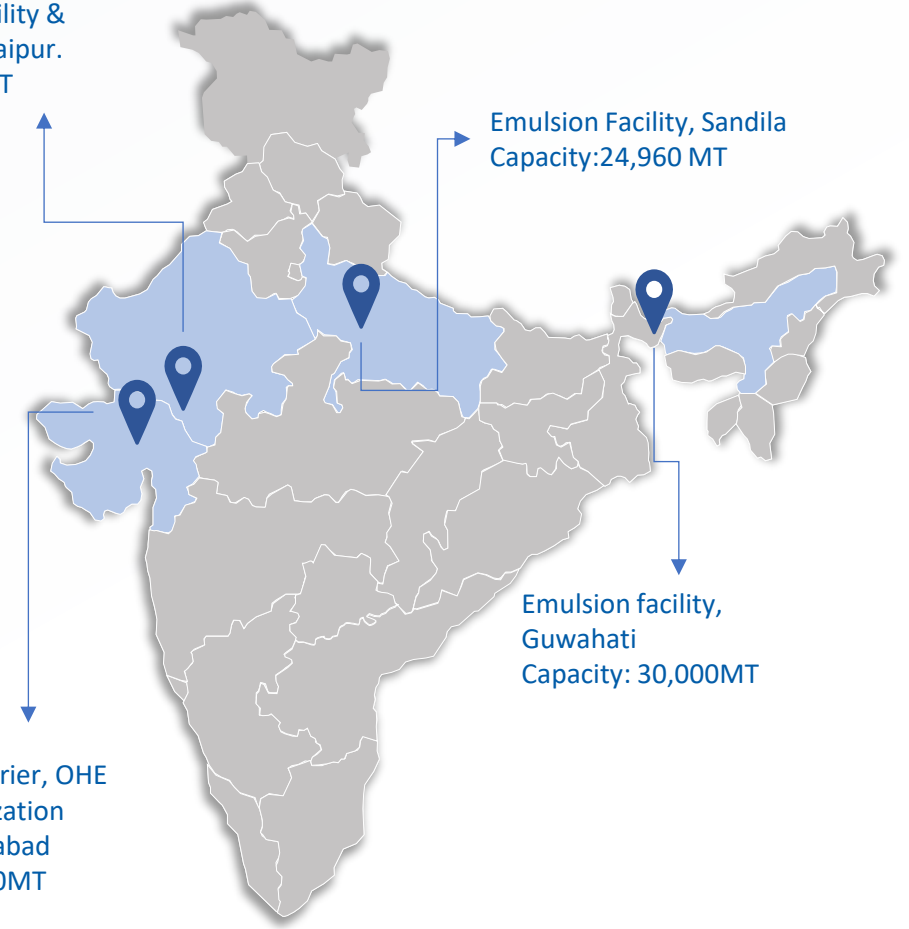 ility &
aipur.
T
Emulsion Facility, Sandila
Capacity:24,960 MT
Emulsion facility,
Guwahati
Capacity: 30,000MT
rier, OHE
zation
abad
0MT